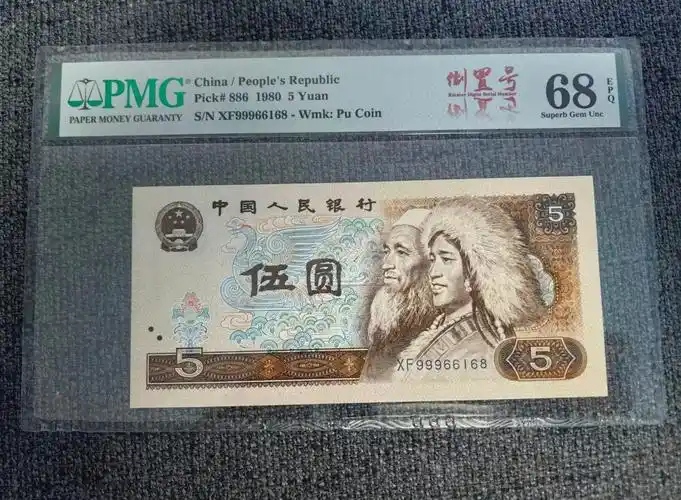 PMG
PAPER MONEY GUARANTY
China / People's Republic
Pick# 886 1980 5 Yuan
S/N XF99966168 - Wmk: Pu Coin
倒置号
68
EPQ
Superb Gem Unc
中国人民银行
5
伍圆
XF99966168
5
5